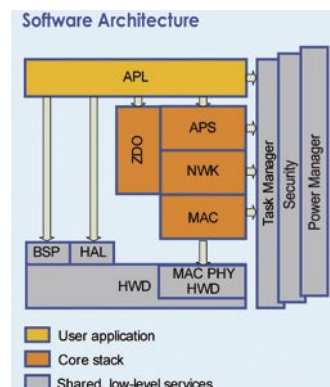 Software Architecture
APL
ZDO
APS
NWK
MAC
Task Manager
Security
Power Manager
BSP
HAL
MAC PHY
HWD
HWD
User application
Core stack
Shared, low-level services